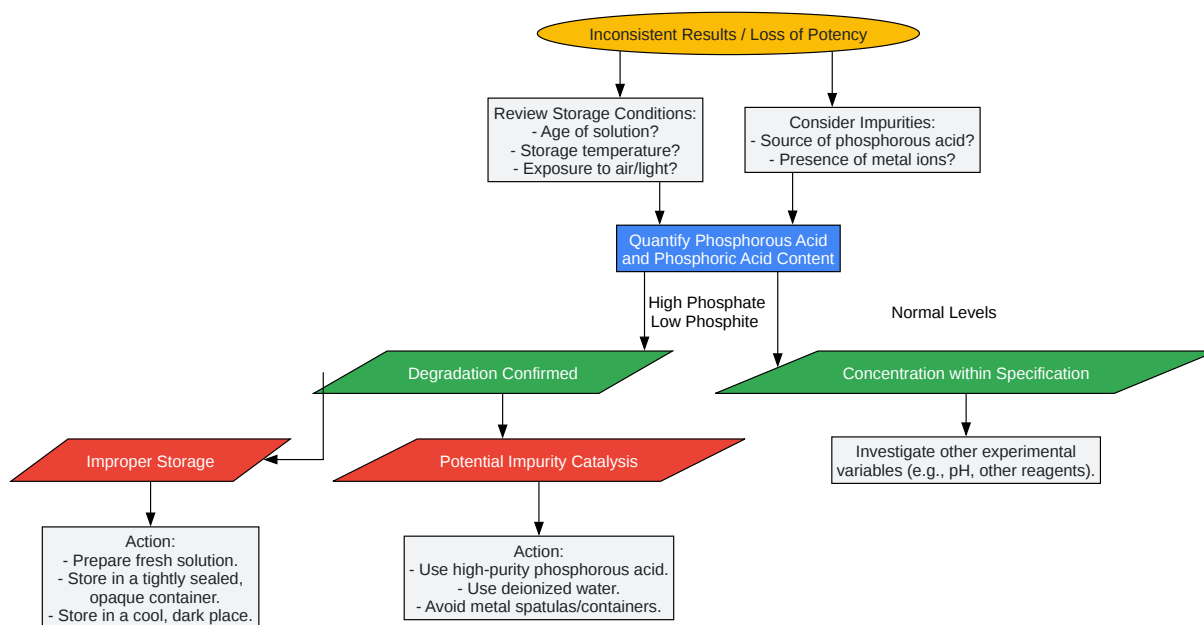 Inconsistent Results / Loss of Potency
Review Storage Conditions:
- Age of solution?
- Storage temperature?
- Exposure to air/light?
Consider Impurities:
- Source of phosphorous acid?
- Presence of metal ions?
Quantify Phosphorous Acid
and Phosphoric Acid Content
High Phosphate
Low Phosphite
Normal Levels
Degradation Confirmed
Concentration within Specification
Improper Storage
Potential Impurity Catalysis
Investigate other experimental
variables (e.g., pH, other reagents).
Action:
- Prepare fresh solution.
- Store in a tightly sealed,
opaque container.
- Store in a cool, dark place.
Action:
- Use high-purity phosphorous acid.
- Use deionized water.
- Avoid metal spatulas/containers.